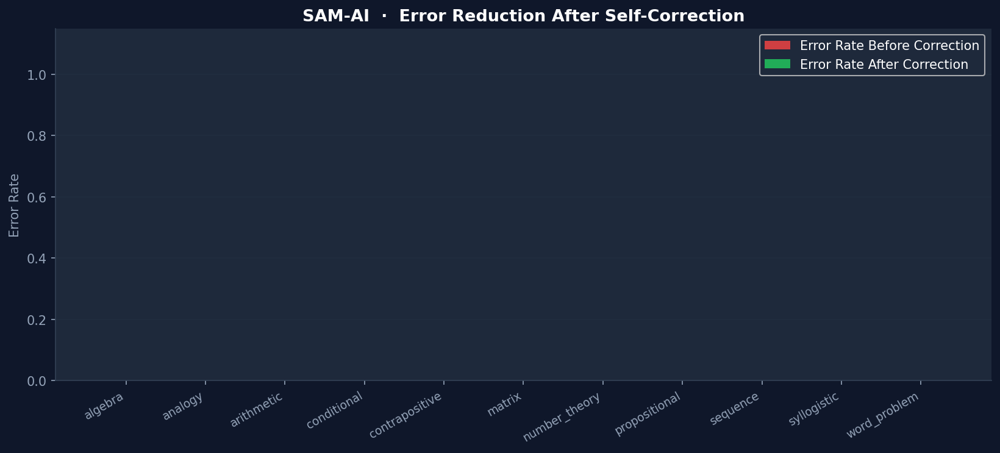 SAM-AI · Error Reduction After Self-Correction
Error Rate Before Correction
Error Rate After Correction
Error Rate
1.0
0.8
0.6
0.4
0.2
0.0
algebra
analogy
arithmetic
conditional
contrapositive
matrix
number_theory
propositional
sequence
syllogistic
word_problem